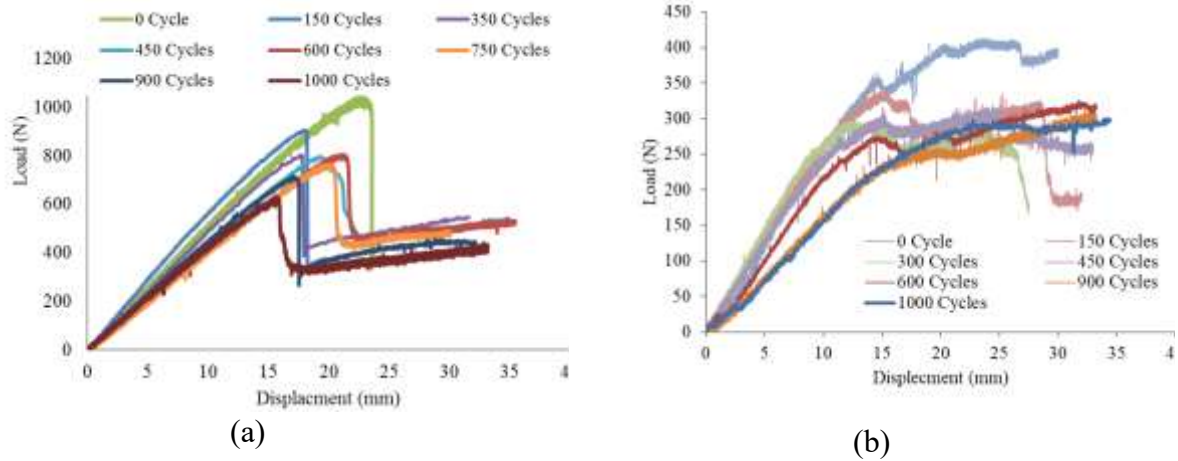 0 Cycle 150 Cycles 350 Cycles
450 Cycles 600 Cycles 750 Cycles
900 Cycles 1000 Cycles
1200
1000
800
600
400
200
0
Load (N)
0 5 10 15 20 25 30 35 4
Displacment (mm)
(a)
450
400
350
300
250
200
150
100
50
0
Load (N)
0 Cycle 150 Cycles
300 Cycles 450 Cycles
600 Cycles 900 Cycles
1000 Cycles
0 5 10 15 20 25 30 35 4
Displecment (mm)
(b)